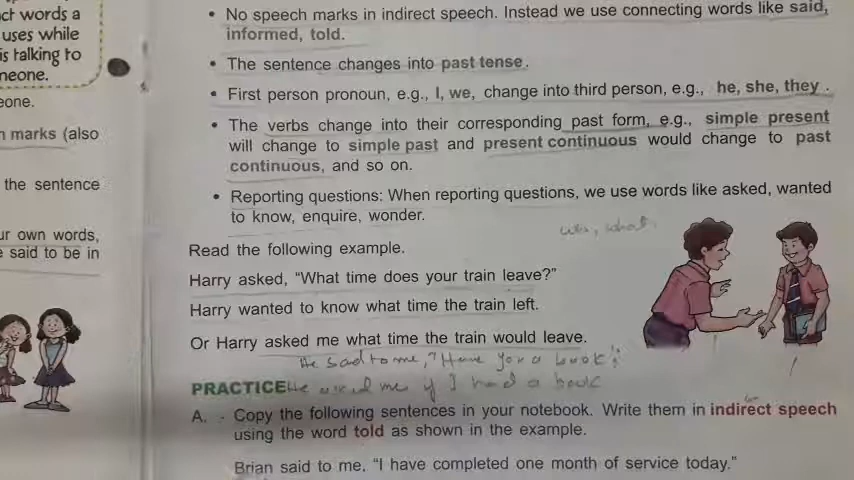 ct words a
uses while
is talking to
neone.
eone.
n marks (also
the sentence
ur own words,
e said to be in
• No speech marks in indirect speech. Instead we use connecting words like said,
informed, told.
• The sentence changes into past tense.
• First person pronoun, e.g., I, we, change into third person, e.g., he, she, they.
• The verbs change into their corresponding past form, e.g., simple present
will change to simple past and present continuous would change to past
continuous, and so on.
• Reporting questions: When reporting questions, we use words like asked, wanted
to know, enquire, wonder.
who, what.
Read the following example.
Harry asked, “What time does your train leave?”
Harry wanted to know what time the train left.
Or Harry asked me what time the train would leave.
He said to me, "Have you a book"?
PRACTICE He asked me if I had a book
A. Copy the following sentences in your notebook. Write them in indirect speech
using the word told as shown in the example.
Brian said to me, “I have completed one month of service today.”